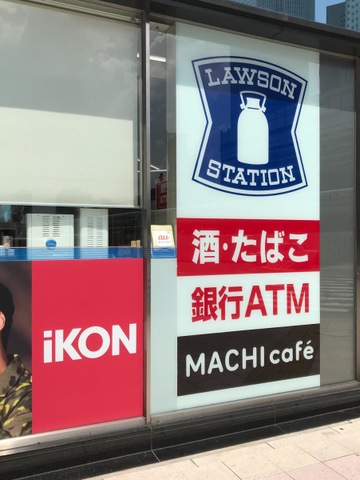 LAWSON
STATION
酒・たばこ
銀行ATM
MACHI café
iKON